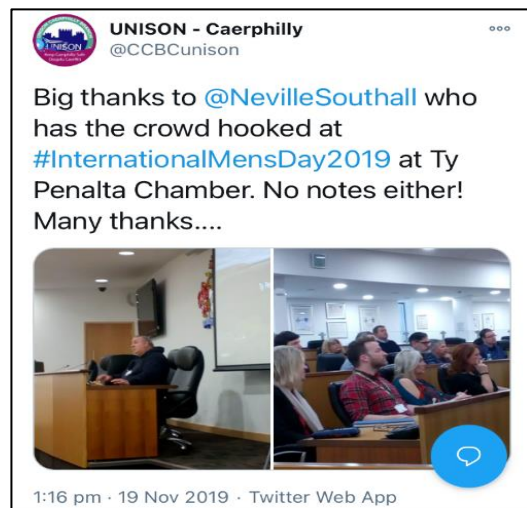 UNISON - Caerphilly
@CCBCunison
UNISON
Big thanks to @NevilleSouthall who
has the crowd hooked at
#InternationalMensDay2019 at Ty
Penalta Chamber. No notes either!
Many thanks....
1:16 pm · 19 Nov 2019 · Twitter Web App